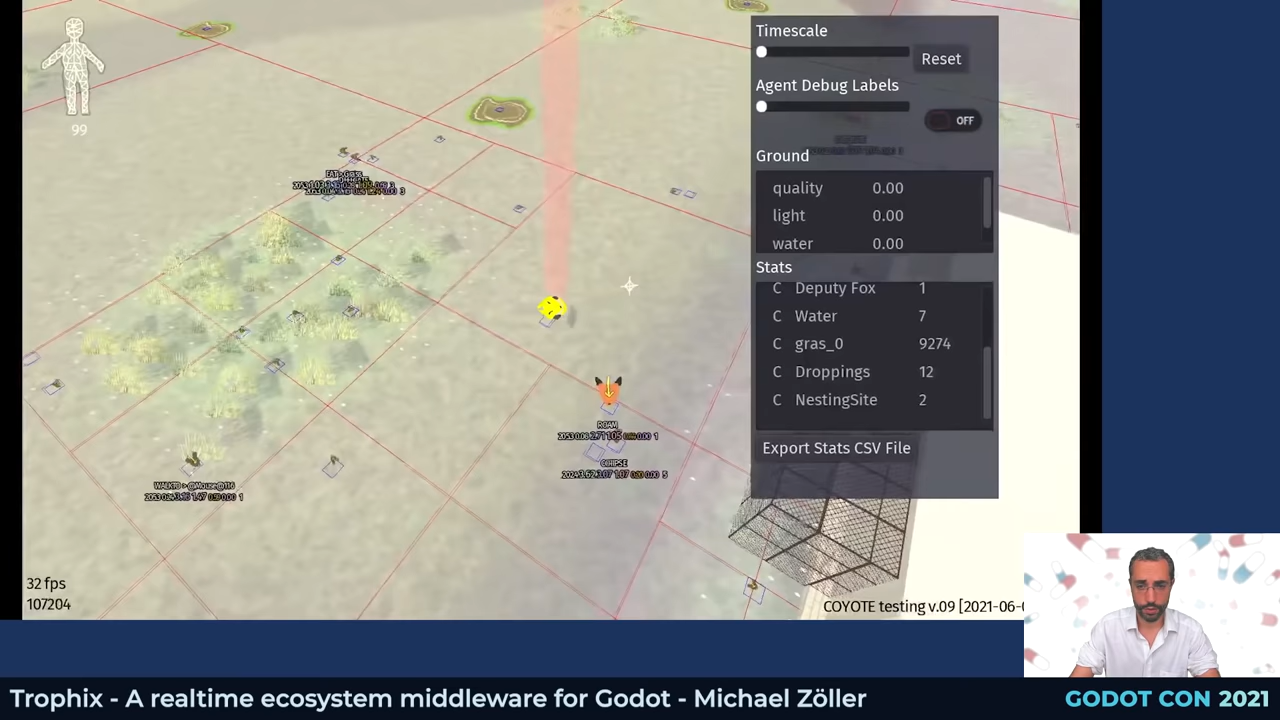 99
Timescale
Reset
Agent Debug Labels
OFF
Ground
quality 0.00
light 0.00
water 0.00
Stats
C Deputy Fox 1
C Water 7
C gras_0 9274
C Droppings 12
C NestingSite 2
Export Stats CSV File
ROAM
32 fps
107204
COYOTE testing v.09 [2021-06-
Trophix - A realtime ecosystem middleware for Godot - Michael Zöller
GODOT CON 2021